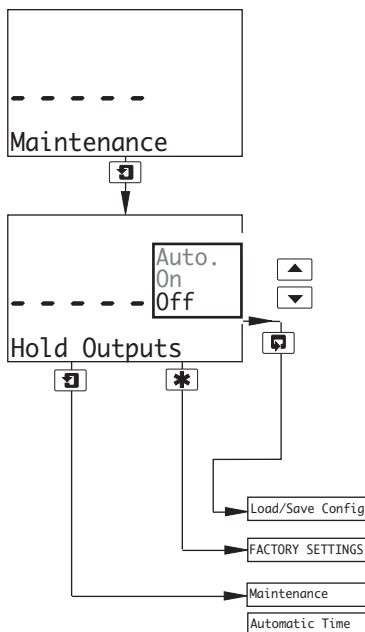 Maintenance
Auto.
On
Off
Hold Outputs
Load/Save Config
FACTORY SETTINGS
Maintenance
Automatic Time